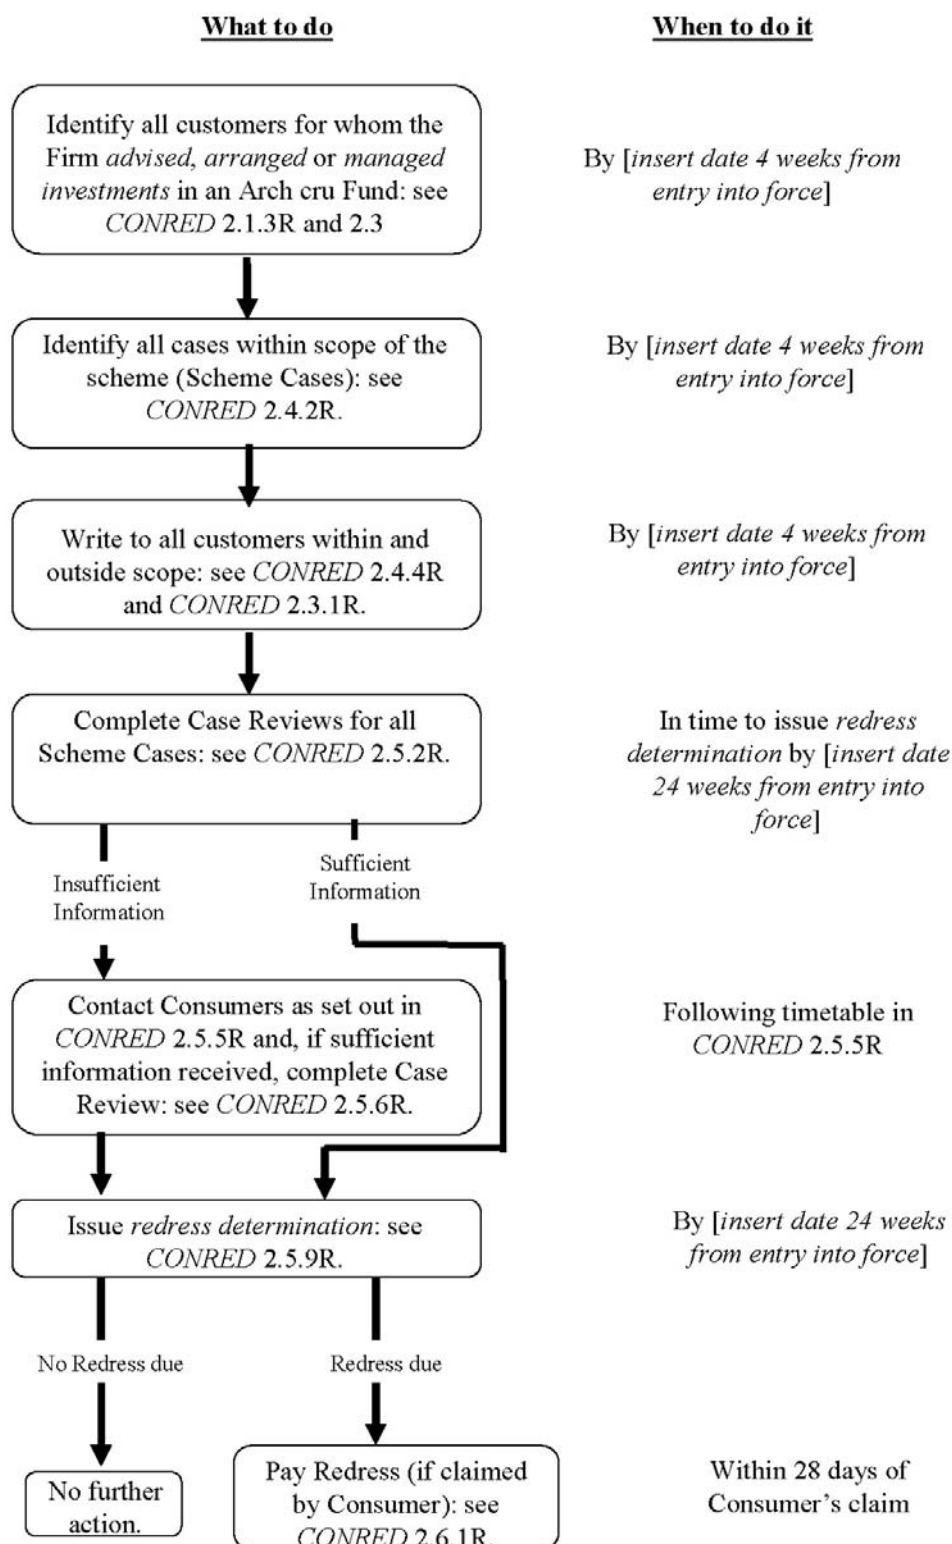 What to do
When to do it
Identify all customers for whom the
Firm advised, arranged or managed
investments in an Arch cru Fund: see
CONRED 2.1.3R and 2.3
By [insert date 4 weeks from
entry into force]
Identify all cases within scope of the
scheme (Scheme Cases): see
CONRED 2.4.2R.
By [insert date 4 weeks from
entry into force]
Write to all customers within and
outside scope: see CONRED 2.4.4R
and CONRED 2.3.1R.
By [insert date 4 weeks from
entry into force]
Complete Case Reviews for all
Scheme Cases: see CONRED 2.5.2R.
In time to issue redress
determination by [insert date
24 weeks from entry into
force]
Insufficient
Information
Sufficient
Information
Contact Consumers as set out in
CONRED 2.5.5R and, if sufficient
information received, complete Case
Review: see CONRED 2.5.6R.
Following timetable in
CONRED 2.5.5R
Issue redress determination: see
CONRED 2.5.9R.
By [insert date 24 weeks
from entry into force]
No Redress due
Redress due
No further
action.
Pay Redress (if claimed
by Consumer): see
CONRED 2.6.1R.
Within 28 days of
Consumer's claim